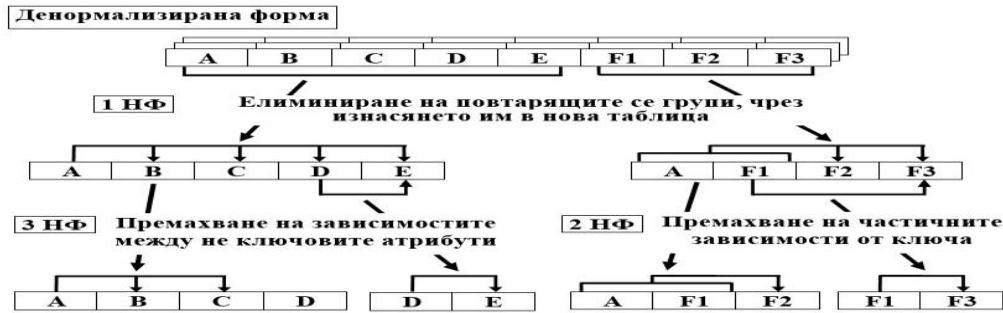 Денормализирана форма
A B C D E F1 F2 F3
1 НФ Елиминиране на повтарящите се групи, чрез
изнасянето им в нова таблица
A B C D E A F1 F2 F3
3 НФ Премахване на зависимостите
между не ключовите атрибути
2 НФ Премахване на частичните
зависимости от ключа
A B C D D E A F1 F2 F1 F3